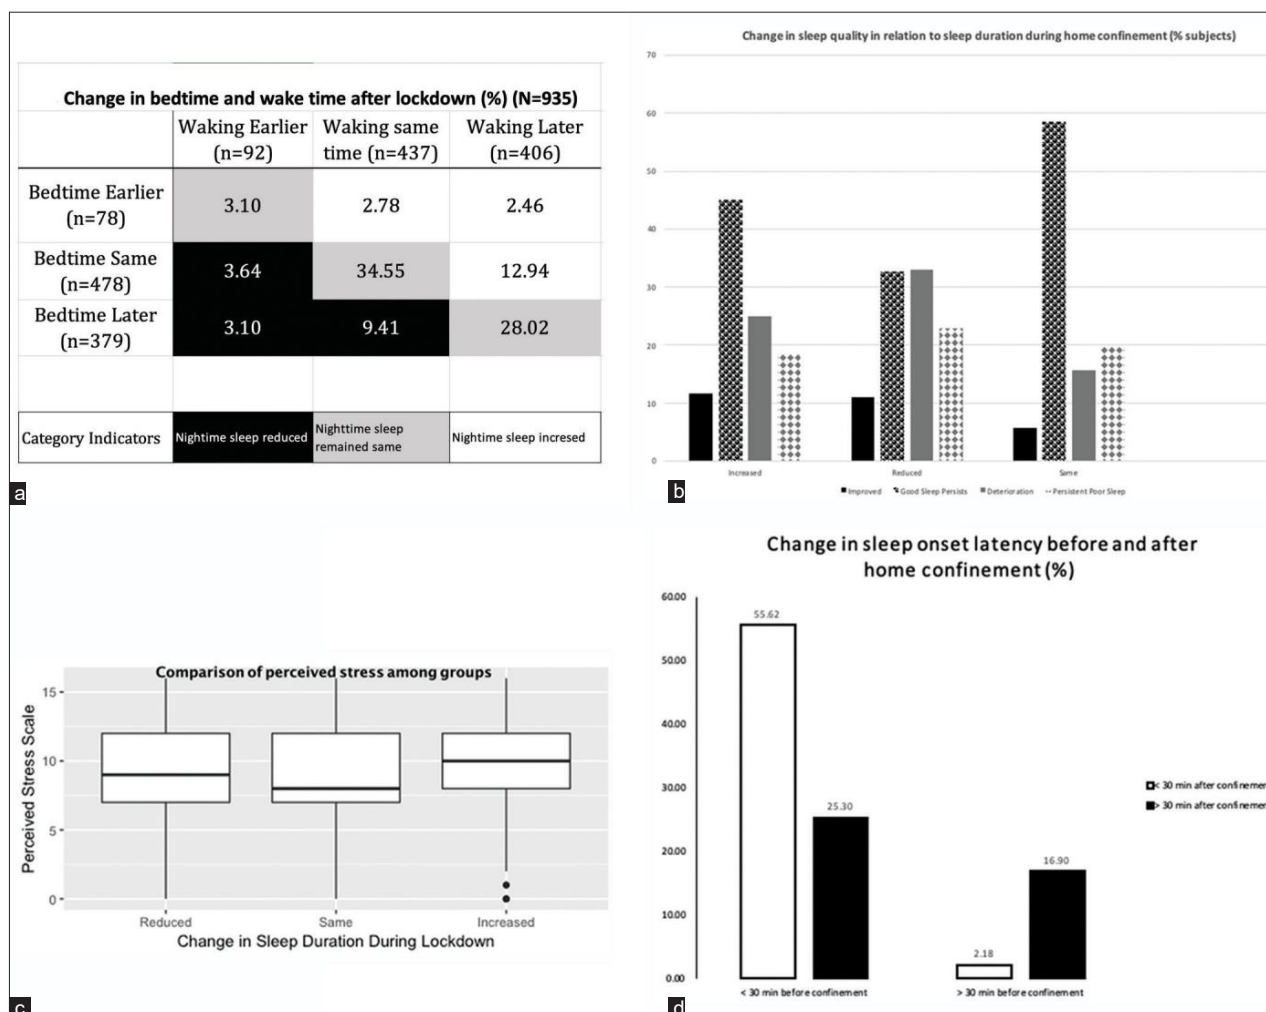 Change in bedtime and wake time after lockdown (%) (N=935)
Waking Earlier (n=92)
Waking same time (n=437)
Waking Later (n=406)
Bedtime Earlier (n=78)
3.10
2.78
2.46
Bedtime Same (n=478)
3.64
34.55
12.94
Bedtime Later (n=379)
3.10
9.41
28.02
Category Indicators
Nightime sleep reduced
Nighttime sleep remained same
Nightime sleep incresed
a
Change in sleep quality in relation to sleep duration during home confinement (% subjects)
70
60
50
40
30
20
10
0
Increased
Reduced
Same
Improved
Good Sleep Persists
Deterioration
Persistent Poor Sleep
b
Comparison of perceived stress among groups
Perceived Stress Scale
15
10
5
0
Reduced
Same
Increased
Change in Sleep Duration During Lockdown
c
Change in sleep onset latency before and after
home confinement (%)
60.00
50.00
40.00
30.00
20.00
10.00
0.00
55.62
25.30
2.18
16.90
< 30 min before confinement
> 30 min before confinement
< 30 min after confinemen
> 30 min after confinemen
d